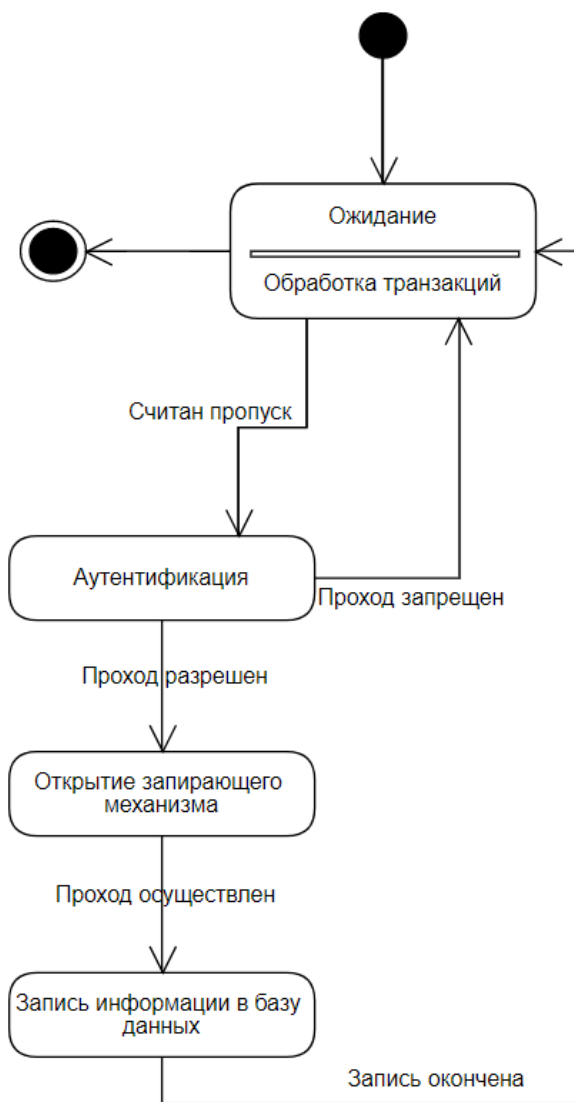 Ожидание
Обработка транзакций
Считан пропуск
Аутентификация
Проход запрещен
Проход разрешен
Открытие запирающего
механизма
Проход осуществлен
Запись информации в базу
данных
Запись окончена